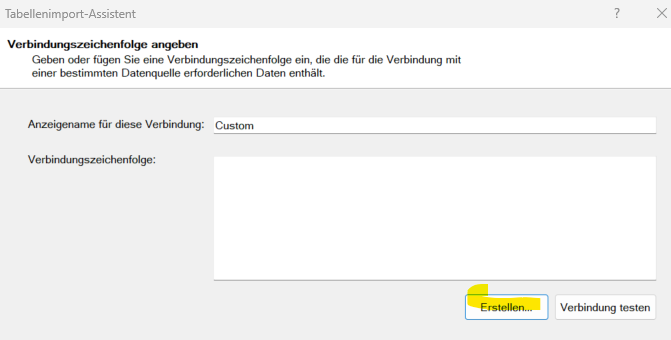 Tabellenimport-Assistent ? ×
Verbindungszeichenfolge angeben
Geben oder fügen Sie eine Verbindungszeichenfolge ein, die die für die Verbindung mit
einer bestimmten Datenquelle erforderlichen Daten enthält.
Anzeigename für diese Verbindung: Custom
Verbindungszeichenfolge:
Erstellen... Verbindung testen